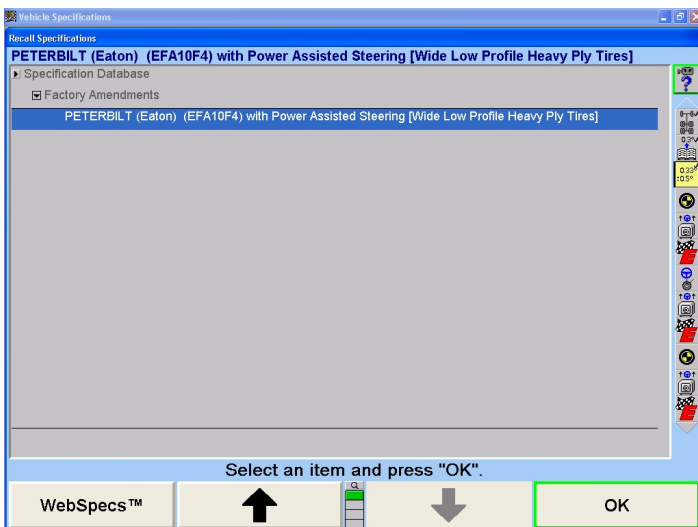 Vehicle Specifications
Recall Specifications
PETERBILT (Eaton) (EFA10F4) with Power Assisted Steering [Wide Low Profile Heavy Ply Tires]
Specification Database
Factory Amendments
PETERBILT (Eaton) (EFA10F4) with Power Assisted Steering [Wide Low Profile Heavy Ply Tires]
Select an item and press "OK".
WebSpecs™
OK